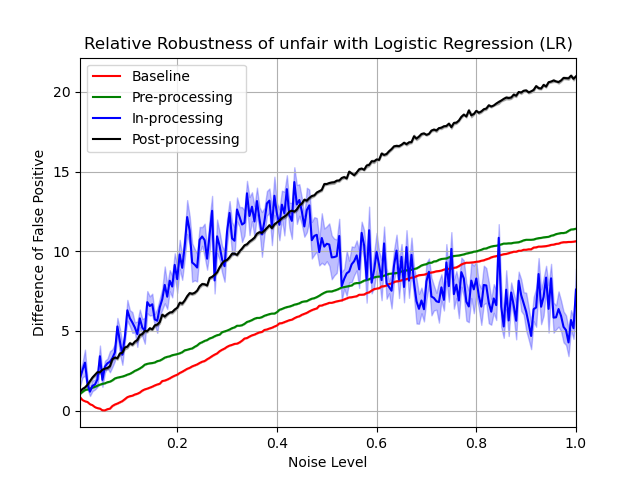 Relative Robustness of unfair with Logistic Regression (LR)
Baseline
Pre-processing
In-processing
Post-processing
Difference of False Positive
20
15
10
5
0
0.2 0.4 0.6 0.8 1.0
Noise Level